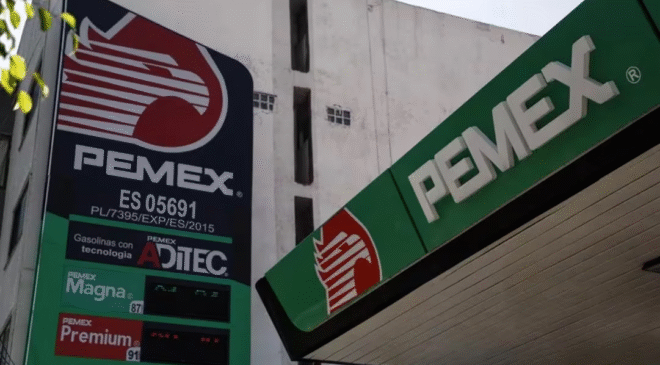 PEMEX®
ES 05691
PL/7395/EXP/ES/2015
Gasolinas con tecnología
PEMEX
ADITEC
PEMEX
Magna
87
PEMEX
Premium
91
PEMEX®